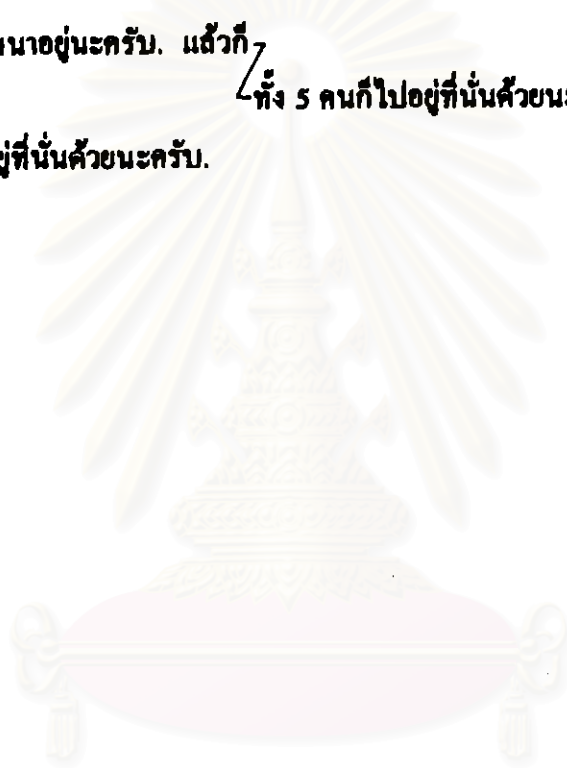 นาอยู่นะครับ. แล้วก็
ทั้ง 5 คนก็ไปอยู่ที่นั่นด้วยนะ
อยู่ที่นั่นด้วยนะครับ.